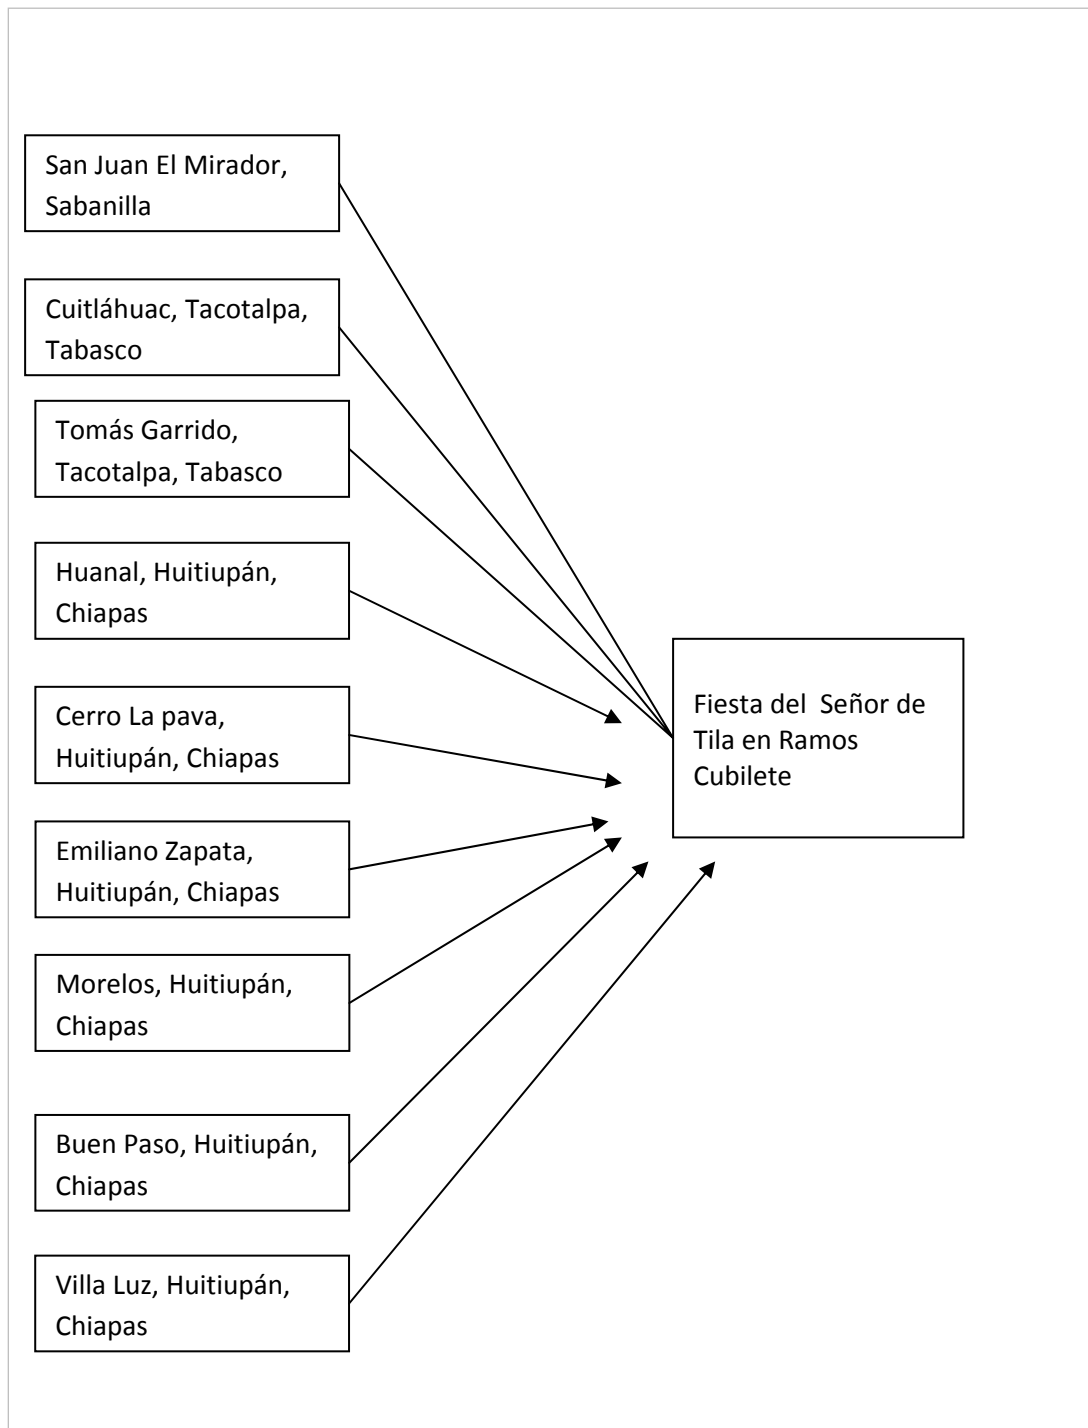 San Juan El Mirador,
Sabanilla
Cuitláhuac, Tacotalpa,
Tabasco
Tomás Garrido,
Tacotalpa, Tabasco
Huanal, Huitiupán,
Chiapas
Cerro La pava,
Huitiupán, Chiapas
Emiliano Zapata,
Huitiupán, Chiapas
Morelos, Huitiupán,
Chiapas
Buen Paso, Huitiupán,
Chiapas
Villa Luz, Huitiupán,
Chiapas
Fiesta del  Señor de
Tila en Ramos
Cubilete